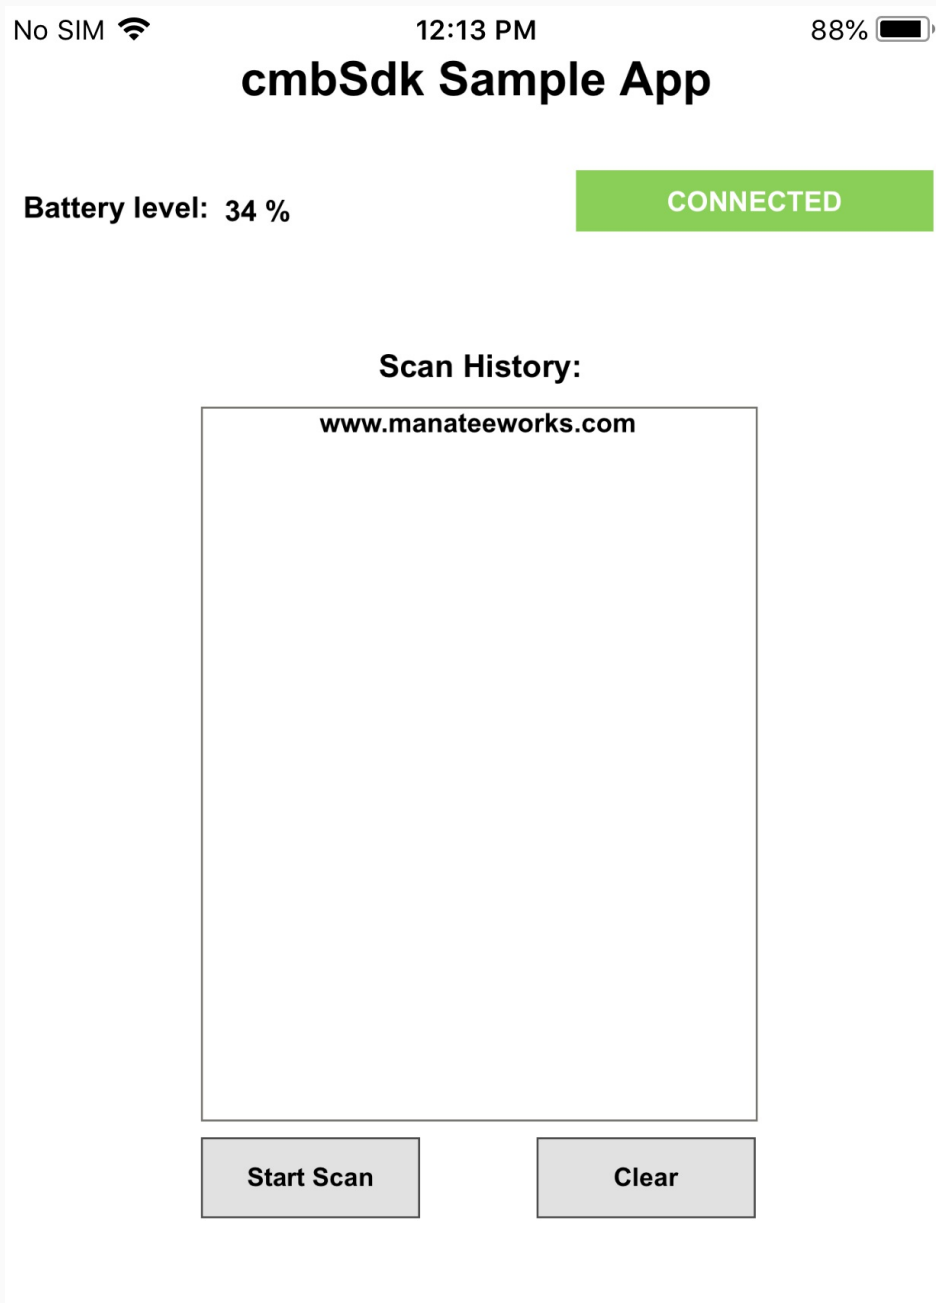 No SIM 12:13 PM 88%
cmbSdk Sample App
Battery level: 34 % CONNECTED
Scan History:
www.manateeworks.com
Start Scan Clear